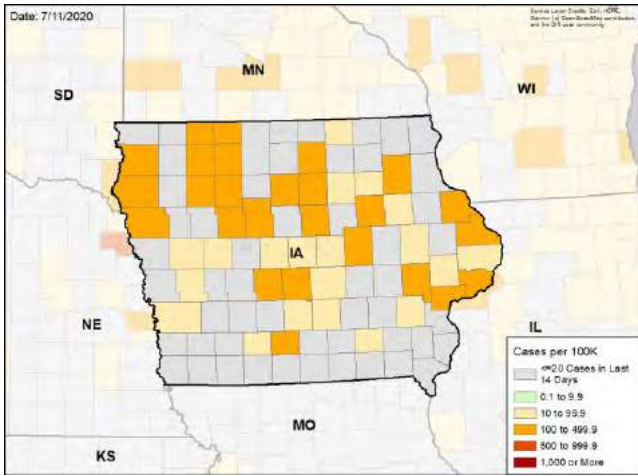 Date: 7/11/2020
MN
SD
WI
IA
NE
IL
MO
KS
Cases per 100K
<=20 Cases in Last
14 Days
0.1 to 9.9
10 to 99.9
100 to 499.9
500 to 999.9
1,000 or More